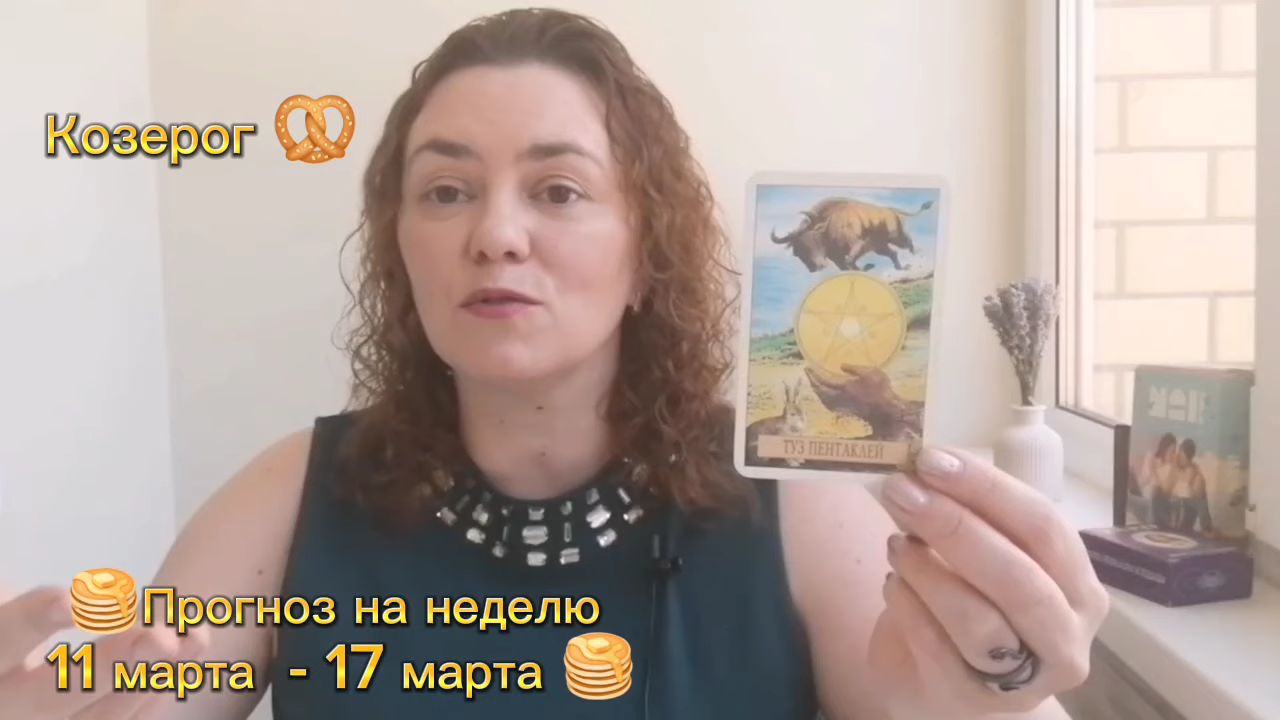 Козерог
ТУЗ ПЕНТАКЛЕЙ
Прогноз на неделю
11 марта - 17 марта